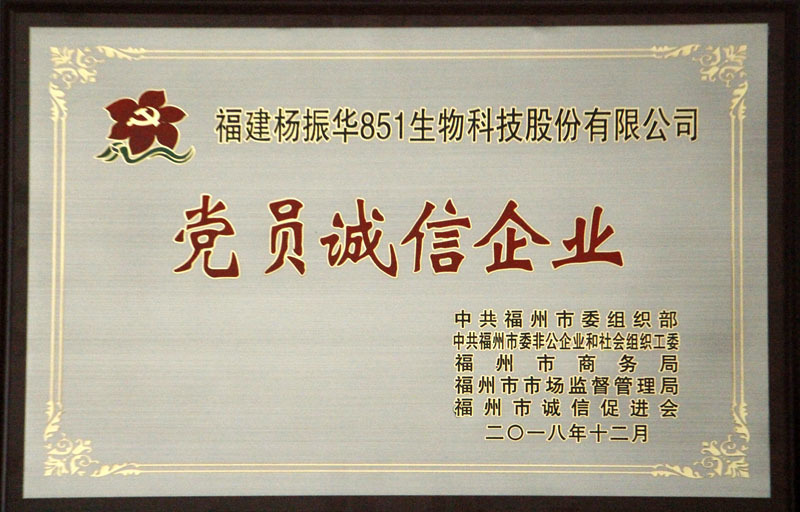 福建杨振华851生物科技股份有限公司
党员诚信企业
中共福州市委组织部
中共福州市委非公企业和社会组织工委
福州市商务局
福州市市场监督管理局
福州市诚信促进会
二〇一八年十二月